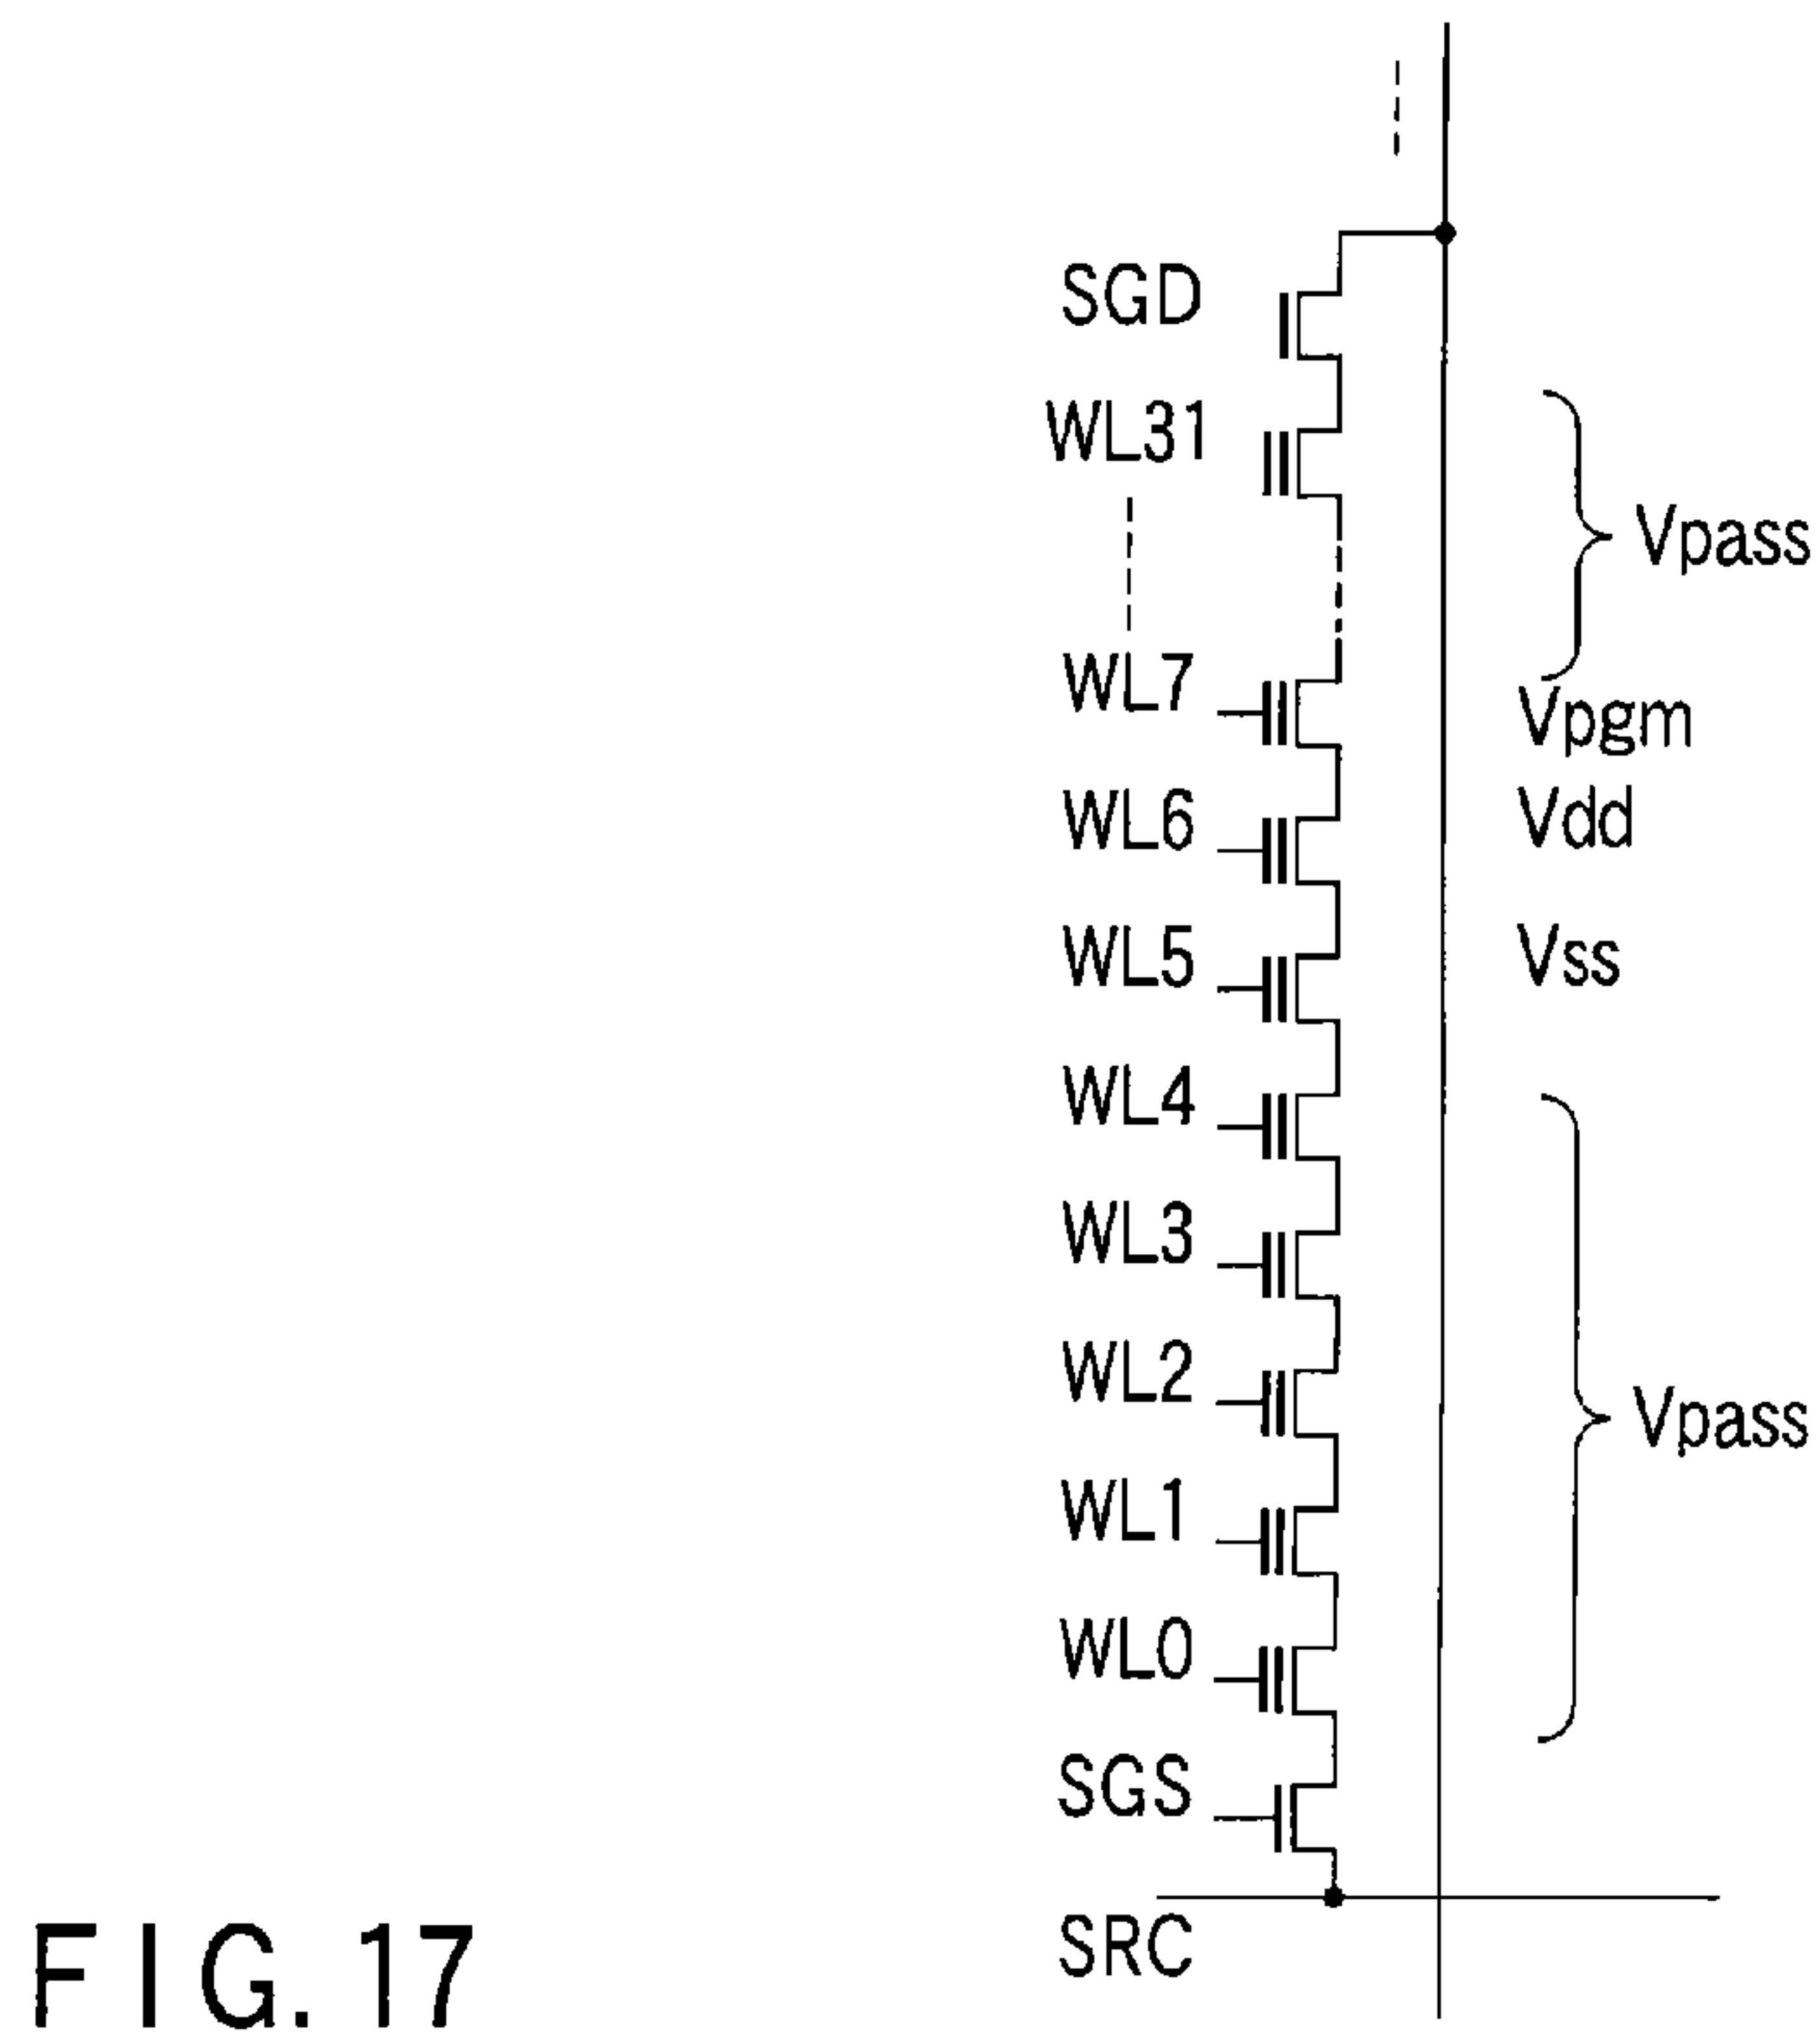 SGD
WL31
Vpass
WL7
Vpgm
WL6
Vdd
WL5
Vss
WL4
WL3
WL2
Vpass
WL1
WL0
SGS
SRC
FIG.17